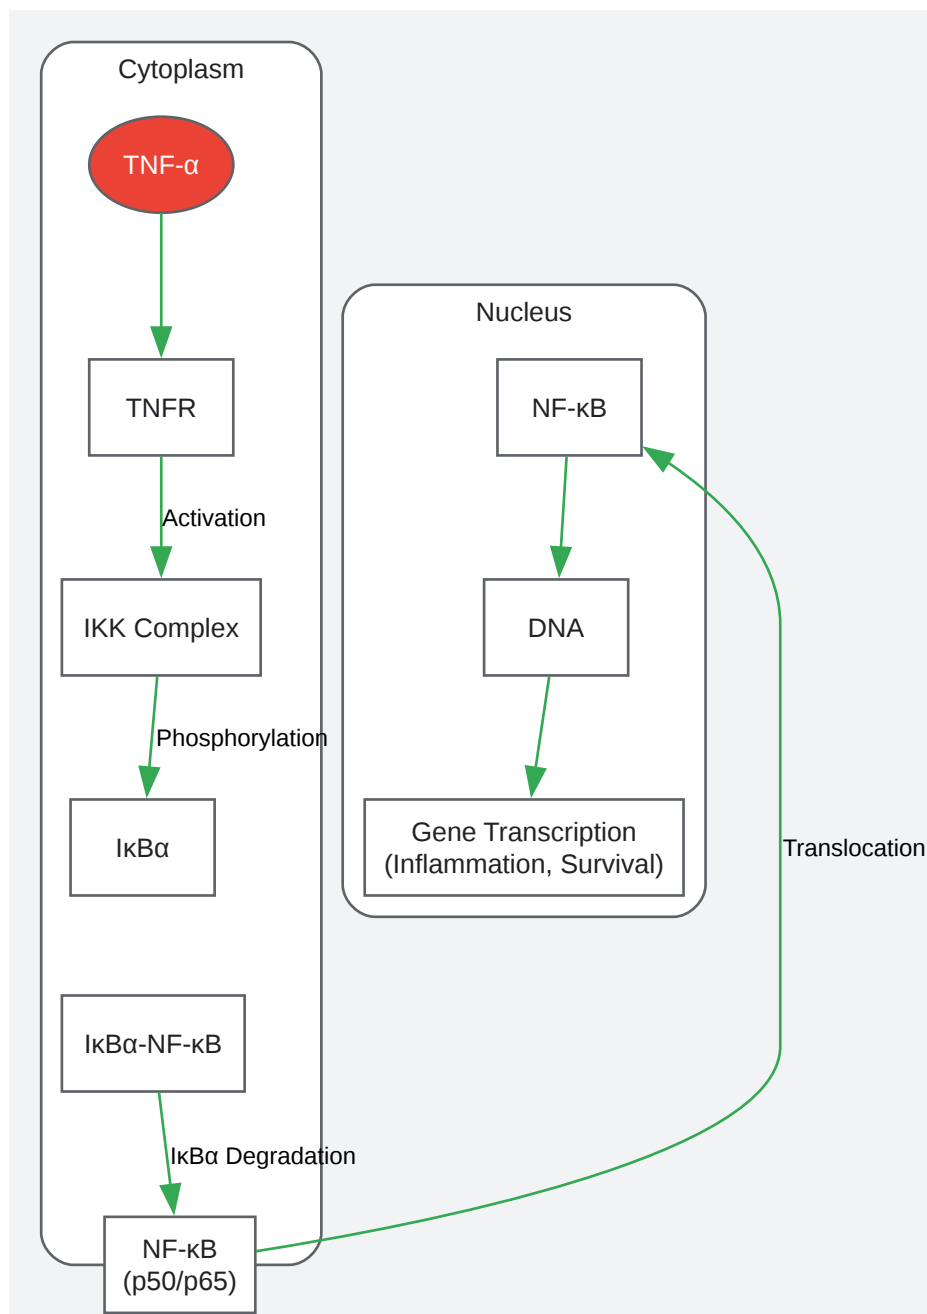 Cytoplasm
TNF-α
TNFR
Activation
IKK Complex
Phosphorylation
IκBα
IκBα-NF-κB
IκBα Degradation
NF-κB
(p50/p65)
Nucleus
NF-κB
DNA
Gene Transcription
(Inflammation, Survival)
Translocation